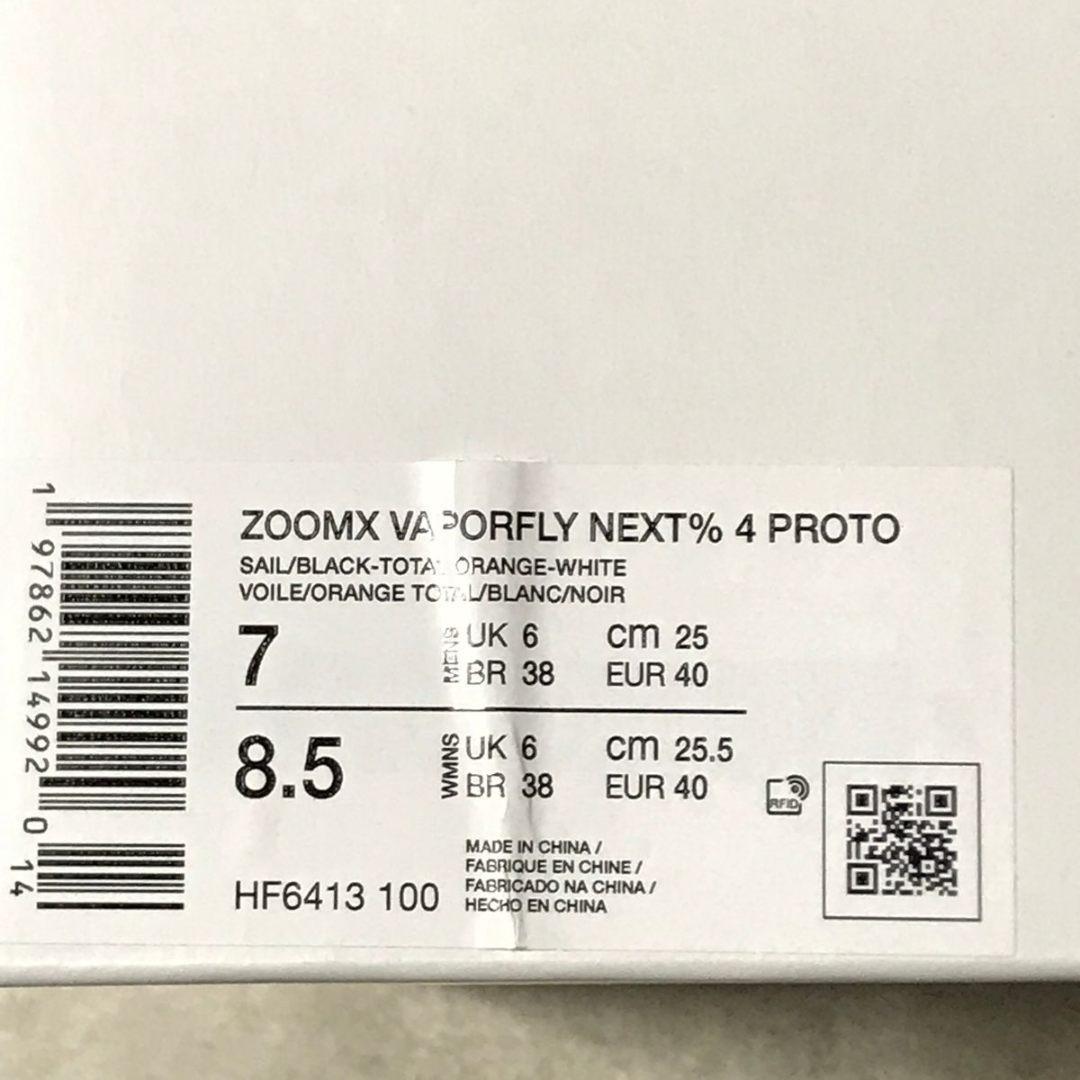 ZOOMX VAPORFLY NEXT% 4 PROTO
SAIL/BLACK-TOTAL ORANGE-WHITE
VOILE/ORANGE TOTAL/BLANC/NOIR
7 MENS UK 6 cm 25
BR 38 EUR 40
8.5 WMNS UK 6 cm 25.5
BR 38 EUR 40
RFID
MADE IN CHINA /
FABRIQUE EN CHINE /
FABRICADO NA CHINA /
HECHO EN CHINA
HF6413 100
1 97862 14992 0 14